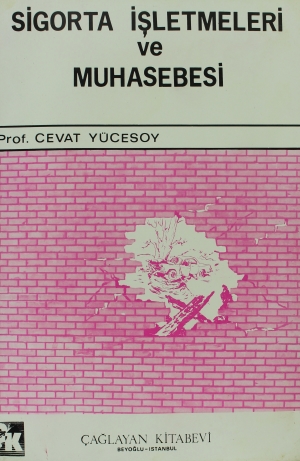 SİGORTA İŞLETMELERİ
ve
MUHASEBESİ
Prof. CEVAT YÜCESOY
ÇAĞLAYAN KİTABEVİ
BEYOĞLU-İSTANBUL